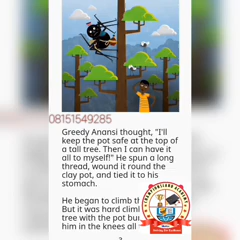 08151549285
Greedy Anansi thought, "I'll
keep the pot safe at the top of
a tall tree. Then I can have it
all to myself!" He spun a long
thread, wound it round the
clay pot, and tied it to his
stomach.
He began to climb th
But it was hard climb
tree with the pot bu
him in the knees all